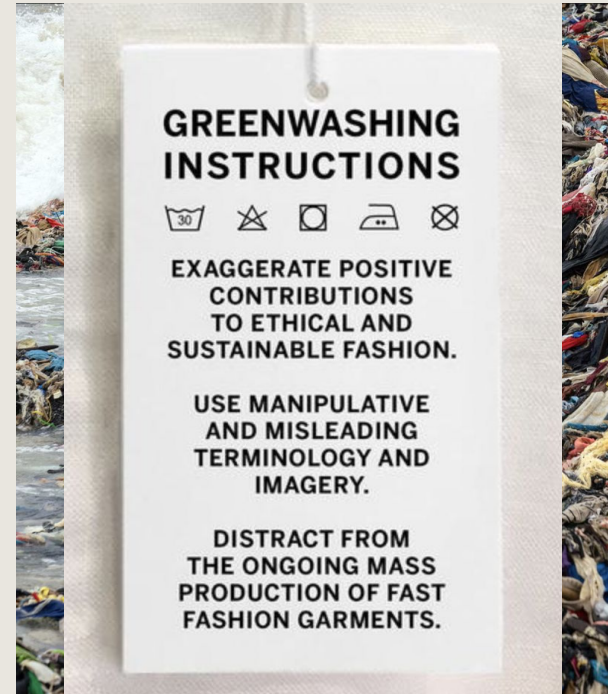 GREENWASHING
INSTRUCTIONS
30
EXAGGERATE POSITIVE
CONTRIBUTIONS
TO ETHICAL AND
SUSTAINABLE FASHION.
USE MANIPULATIVE
AND MISLEADING
TERMINOLOGY AND
IMAGERY.
DISTRACT FROM
THE ONGOING MASS
PRODUCTION OF FAST
FASHION GARMENTS.